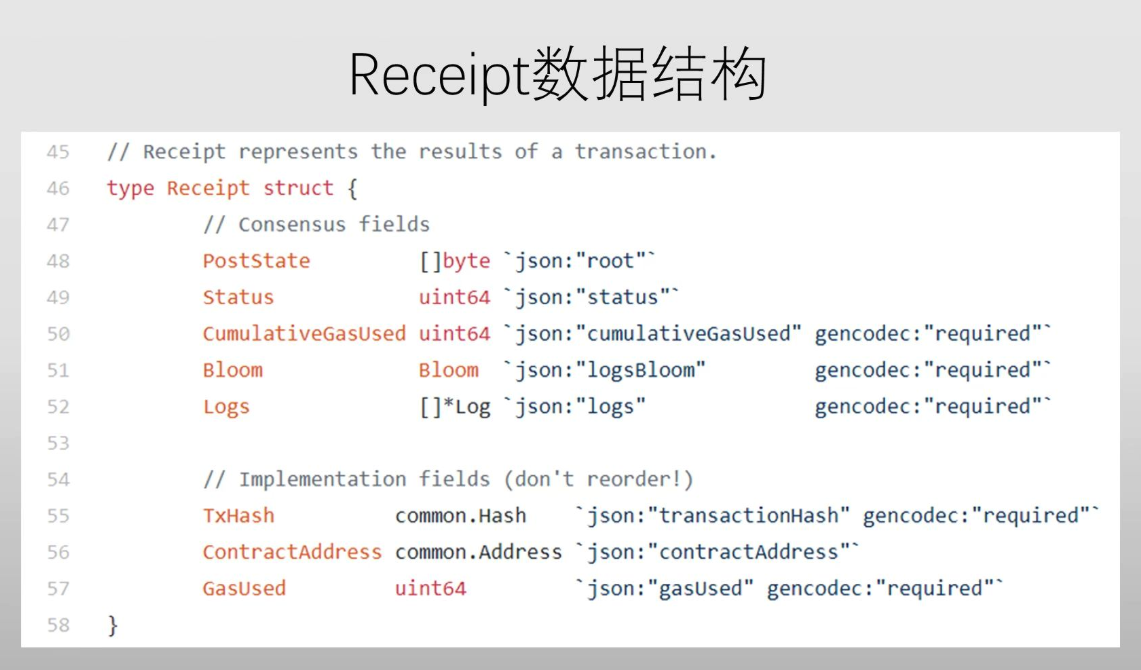 Receipt数据结构
45 // Receipt represents the results of a transaction.
46 type Receipt struct {
47 // Consensus fields
48 PostState []byte `json:"root"`
49 Status uint64 `json:"status"`
50 CumulativeGasUsed uint64 `json:"cumulativeGasUsed" gencodec:"required"`
51 Bloom Bloom `json:"logsBloom" gencodec:"required"`
52 Logs []*Log `json:"logs" gencodec:"required"`
53
54 // Implementation fields (don't reorder!)
55 TxHash common.Hash `json:"transactionHash" gencodec:"required"`
56 ContractAddress common.Address `json:"contractAddress"`
57 GasUsed uint64 `json:"gasUsed" gencodec:"required"`
58 }